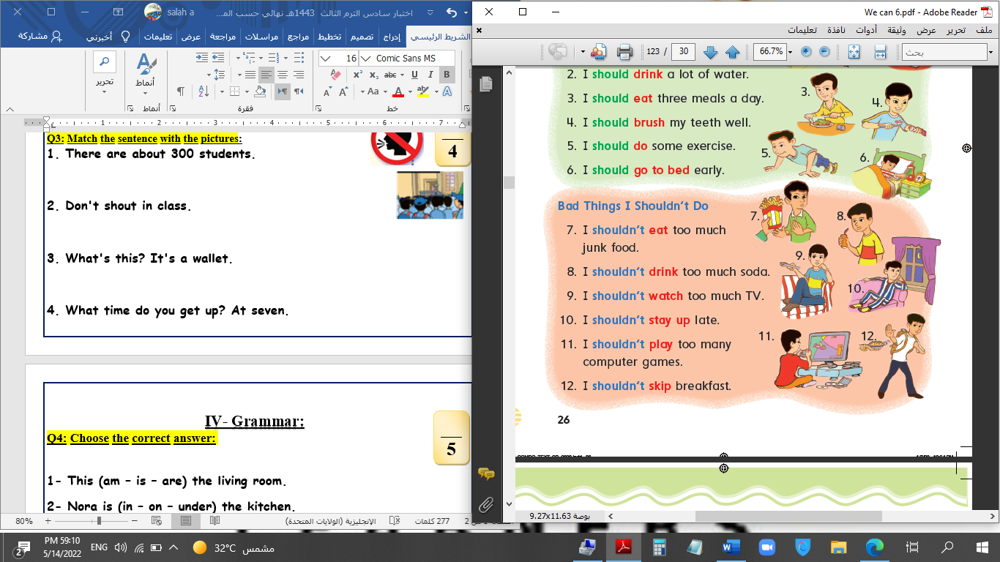 salah a
اختبار سادس الترم الثالث 1443هـ نهائي حسب الم...
الشريط الرئيسي
إدراج
تصميم
تخطيط
مراجع
مراسلات
مراجعة
عرض
تعليمات
أخبرني
مشاركة
Comic Sans MS
16
B I U abc x₂ x²
Aa
تحرير
أنماط
خط
فقرة
أنماط
1 2 3 4 5 6 7
Q3: Match the sentence with the pictures:
4
1. There are about 300 students.
2. Don't shout in class.
3. What's this? It's a wallet.
4. What time do you get up? At seven.
IV- Grammar:
Q4: Choose the correct answer:
5
1- This (am – is – are) the living room.
2- Nora is (in – on – under) the kitchen.
80%
الإنجليزية (الولايات المتحدة)
277 كلمات
We can 6.pdf - Adobe Reader
ملف
تحرير
عرض
وثيقة
أدوات
نافذة
تعليمات
123 / 30
66.7%
بحث
2. I should drink a lot of water.
3. I should eat three meals a day.
4. I should brush my teeth well.
5. I should do some exercise.
6. I should go to bed early.
3.
4.
5.
6.
Bad Things I Shouldn't Do
7. I shouldn't eat too much
junk food.
8. I shouldn't drink too much soda.
9. I shouldn't watch too much TV.
10. I shouldn't stay up late.
11. I shouldn't play too many
computer games.
12. I shouldn't skip breakfast.
7.
8.
9.
10.
11.
12.
26
9.27x11.63 بوصة
PM 59:10
5/14/2022
2
ENG
32°C
مشمس